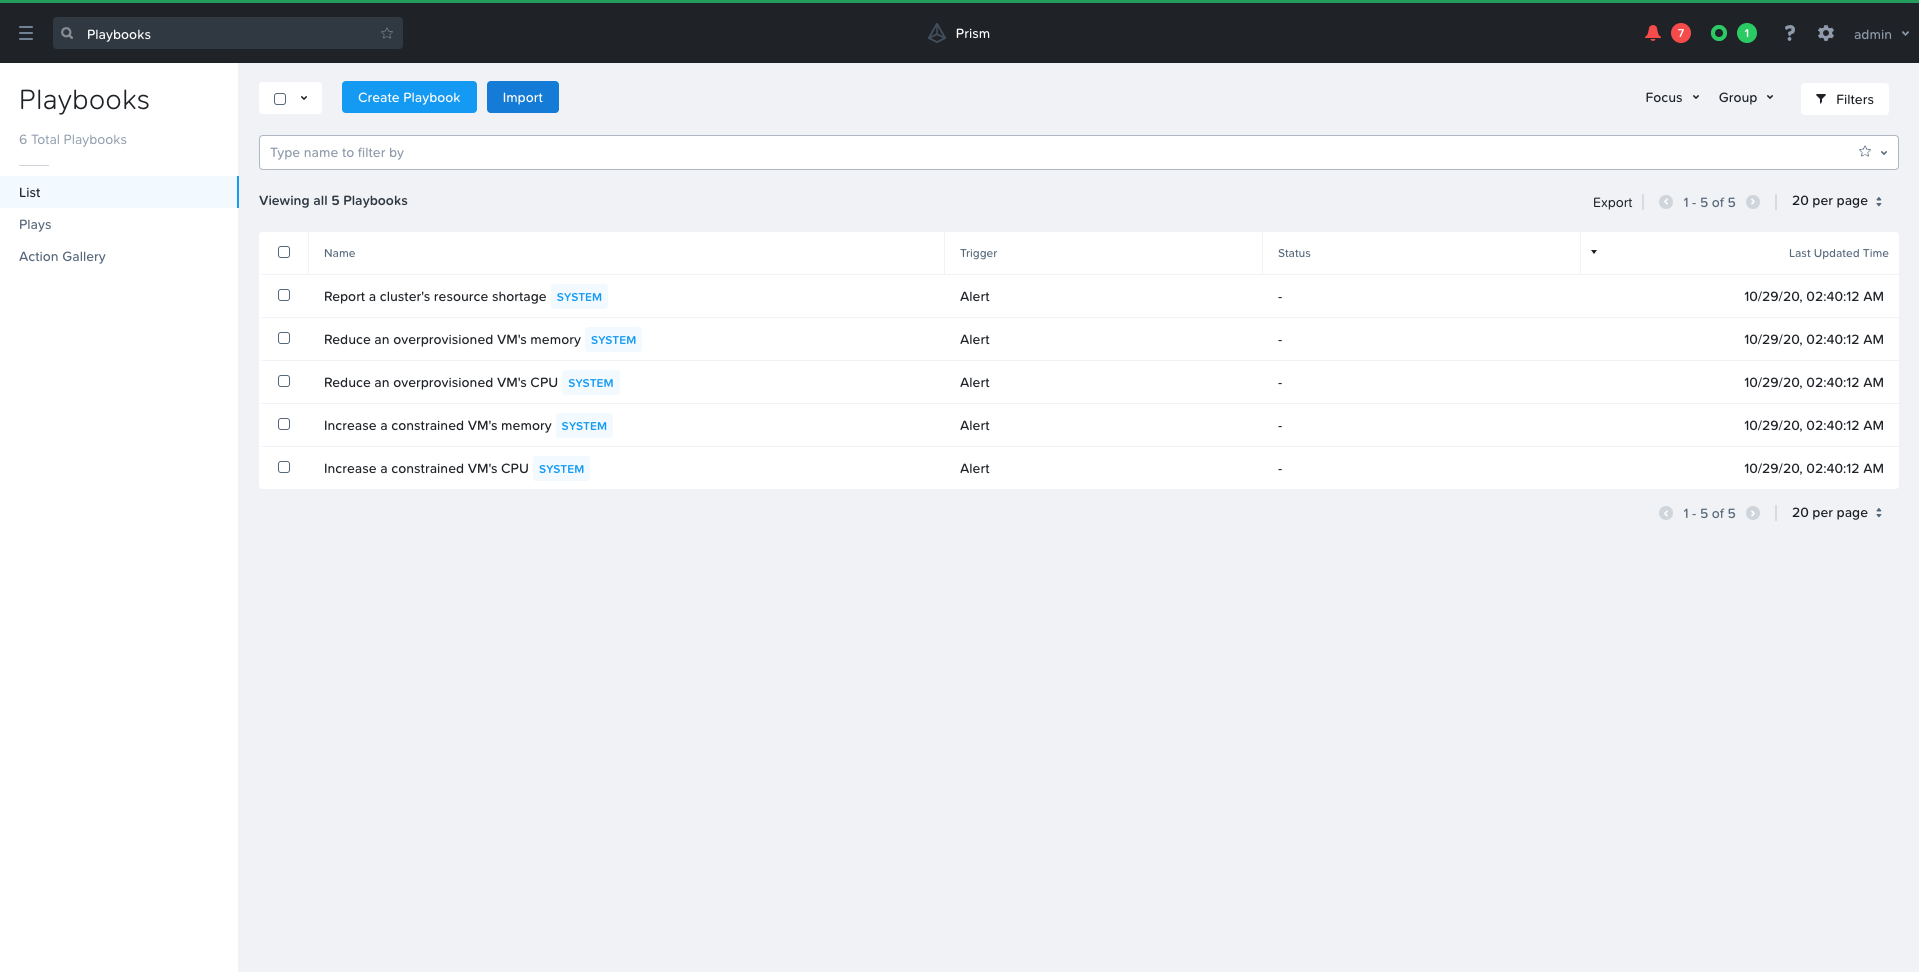 Playbooks
Prism
7
1
?
admin
Playbooks
6 Total Playbooks
List
Plays
Action Gallery
Create Playbook
Import
Focus
Group
Filters
Type name to filter by
Viewing all 5 Playbooks
Export
1 - 5 of 5
20 per page
Name Trigger Status Last Updated Time
Report a cluster's resource shortage SYSTEM Alert - 10/29/20, 02:40:12 AM
Reduce an overprovisioned VM's memory SYSTEM Alert - 10/29/20, 02:40:12 AM
Reduce an overprovisioned VM's CPU SYSTEM Alert - 10/29/20, 02:40:12 AM
Increase a constrained VM's memory SYSTEM Alert - 10/29/20, 02:40:12 AM
Increase a constrained VM's CPU SYSTEM Alert - 10/29/20, 02:40:12 AM
1 - 5 of 5
20 per page